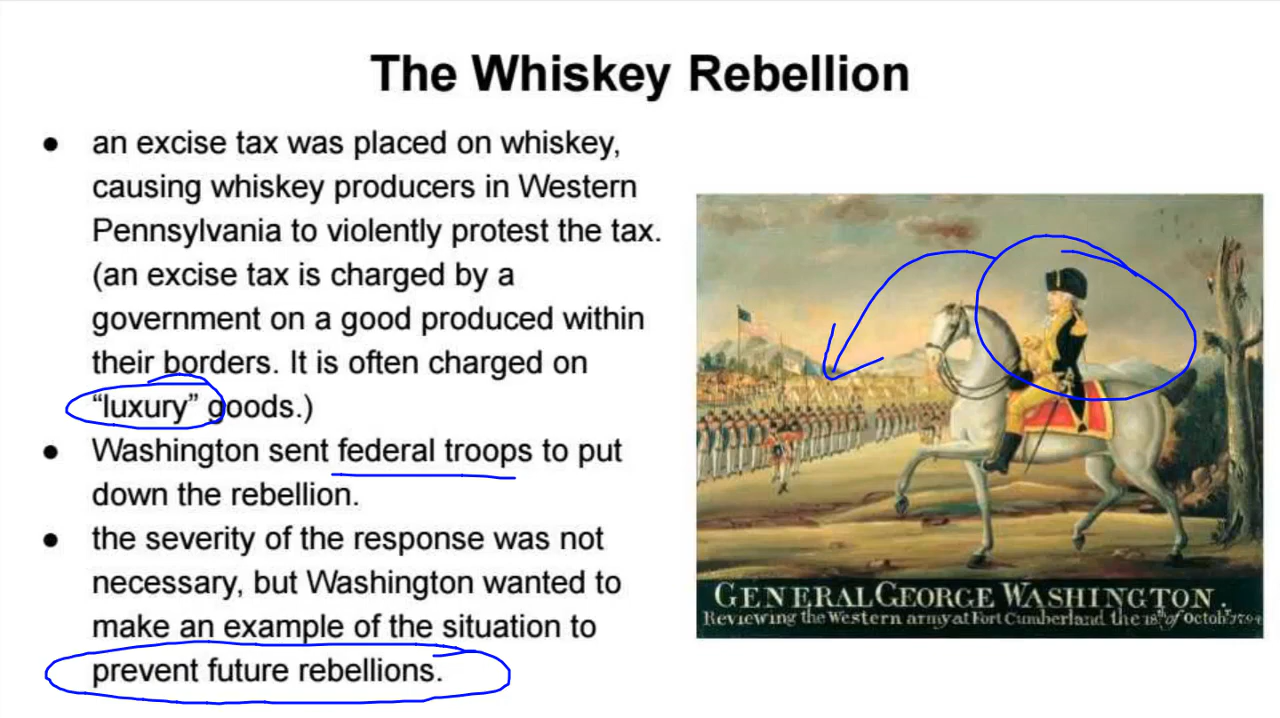 The Whiskey Rebellion
● an excise tax was placed on whiskey,
causing whiskey producers in Western
Pennsylvania to violently protest the tax.
(an excise tax is charged by a
government on a good produced within
their borders. It is often charged on
“luxury” goods.)
● Washington sent federal troops to put
down the rebellion.
● the severity of the response was not
necessary, but Washington wanted to
make an example of the situation to
prevent future rebellions.
GENERAL GEORGE WASHINGTON.
Reviewing the Western army at Fort Cumberland the 18th of Octobr 1794